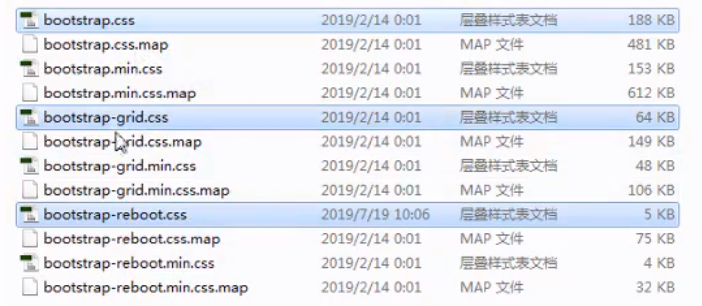 bootstrap.css 2019/2/14 0:01 层叠样式表文档 188 KB
bootstrap.css.map 2019/2/14 0:01 MAP 文件 481 KB
bootstrap.min.css 2019/2/14 0:01 层叠样式表文档 153 KB
bootstrap.min.css.map 2019/2/14 0:01 MAP 文件 612 KB
bootstrap-grid.css 2019/2/14 0:01 层叠样式表文档 64 KB
bootstrap-grid.css.map 2019/2/14 0:01 MAP 文件 149 KB
bootstrap-grid.min.css 2019/2/14 0:01 层叠样式表文档 48 KB
bootstrap-grid.min.css.map 2019/2/14 0:01 MAP 文件 106 KB
bootstrap-reboot.css 2019/7/19 10:06 层叠样式表文档 5 KB
bootstrap-reboot.css.map 2019/2/14 0:01 MAP 文件 75 KB
bootstrap-reboot.min.css 2019/2/14 0:01 层叠样式表文档 4 KB
bootstrap-reboot.min.css.map 2019/2/14 0:01 MAP 文件 32 KB